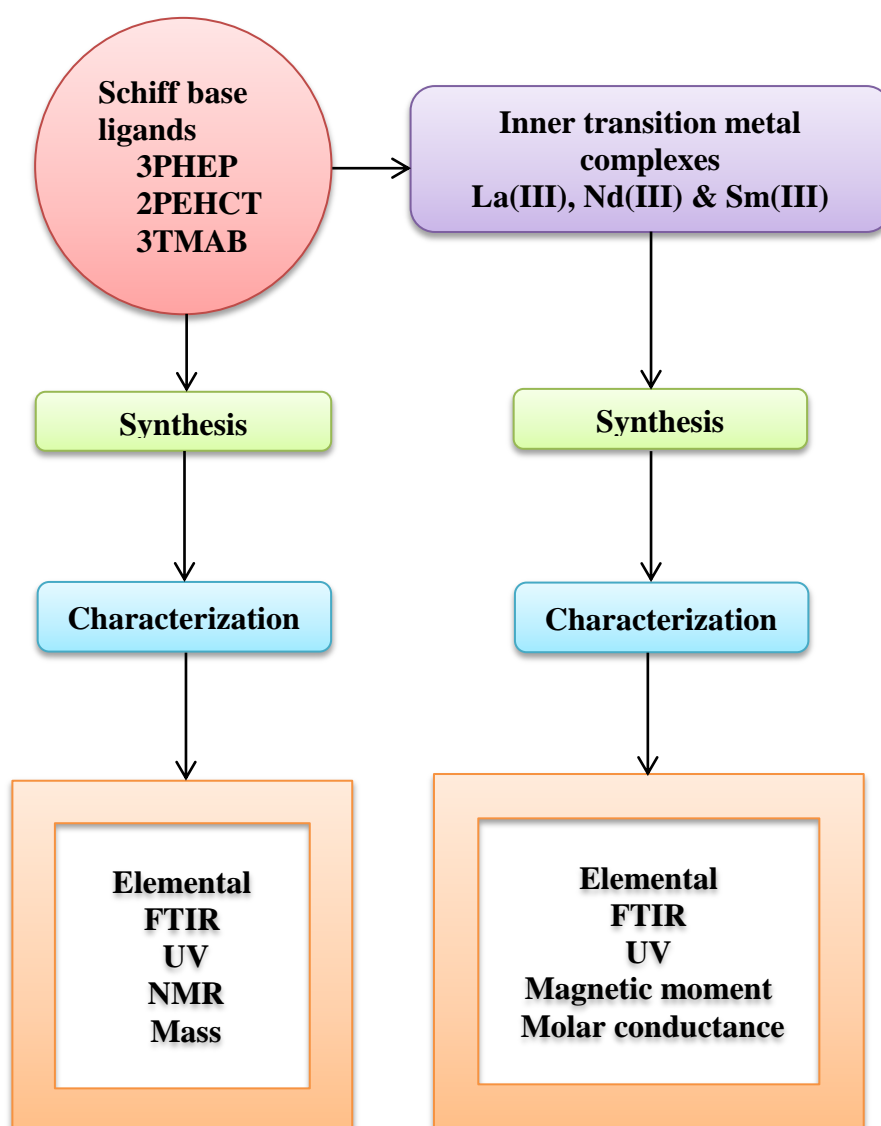 Schiff base
ligands
3PHEP
2PEHCT
3TMAB
Inner transition metal
complexes
La(III), Nd(III) & Sm(III)
Synthesis
Synthesis
Characterization
Characterization
Elemental
FTIR
UV
NMR
Mass
Elemental
FTIR
UV
Magnetic moment
Molar conductance